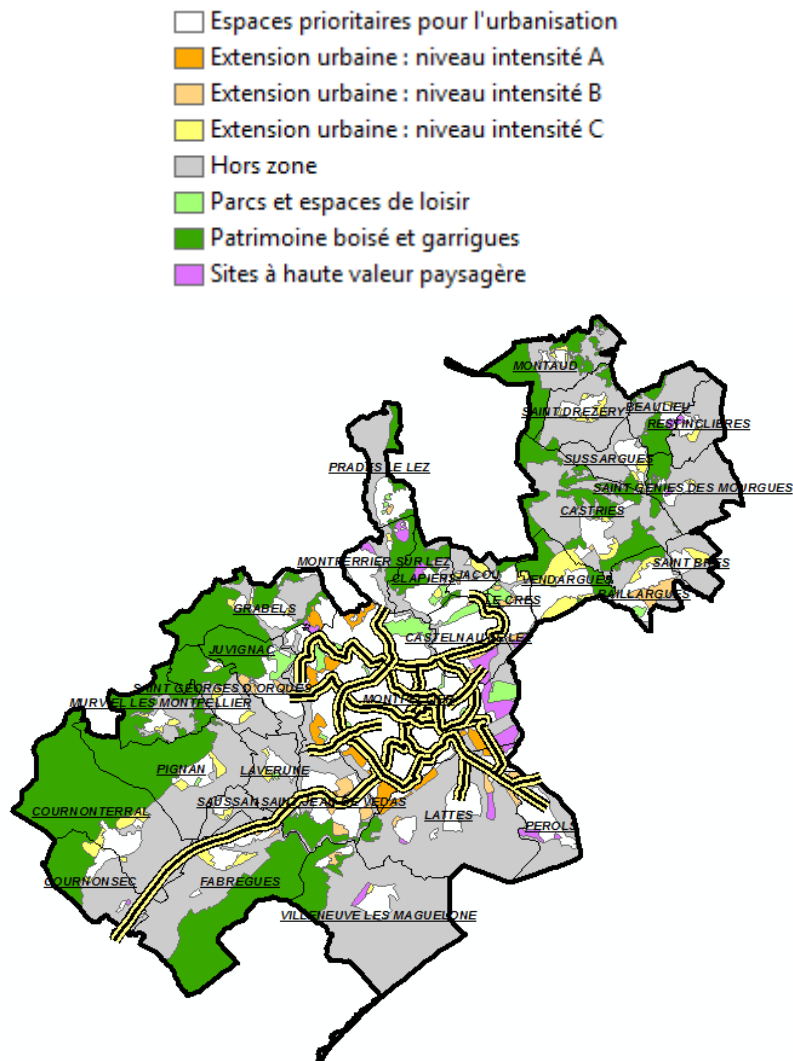 Espaces prioritaires pour l'urbanisation
Extension urbaine : niveau intensité A
Extension urbaine : niveau intensité B
Extension urbaine : niveau intensité C
Hors zone
Parcs et espaces de loisir
Patrimoine boisé et garrigues
Sites à haute valeur paysagère
MONTAUD
SAINT DREZERY
BEAULIEU
RESTINCLIERES
SUSSARGUES
PRADES LE LEZ
SAINT GENIES DES MOURGUES
CASTRIES
MONTFERRIER SUR LEZ
SAINT BRES
CLAPIERS
JACOU
VENDARGUES
BAILLARGUES
LE CRES
GRABELS
CASTELNAU LE LEZ
JUVIGNAC
SAINT GEORGES D'ORQUES
MURVIEL LES MONTPELLIER
MONTPELLIER
PIGNAN
LAVERUNE
COURNONTERRAL
SAUSSAN
SAINT JEAN DE VEDAS
LATTES
PEROLS
COURNONSEC
FABREGUES
VILLENEUVE LES MAGUELONE